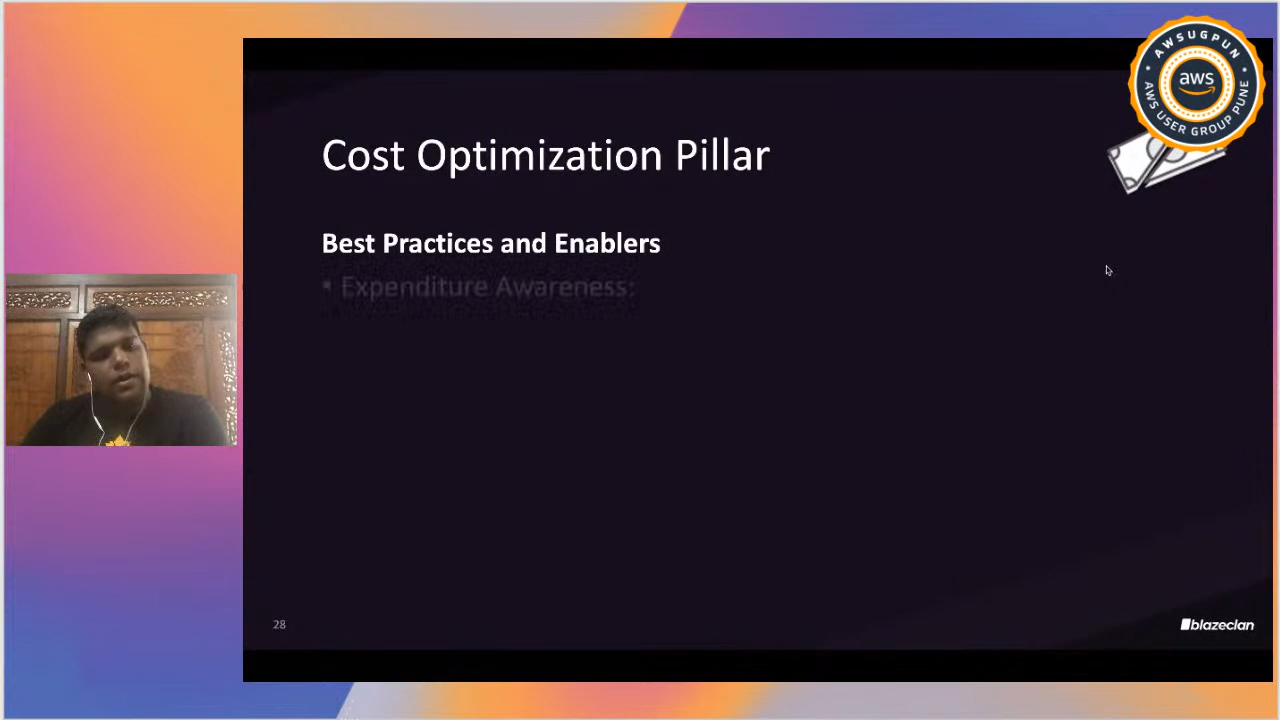 AWSUGPUN
aws
AWS USER GROUP PUNE
Cost Optimization Pillar
Best Practices and Enablers
▪ Expenditure Awareness:
28
blazeclan